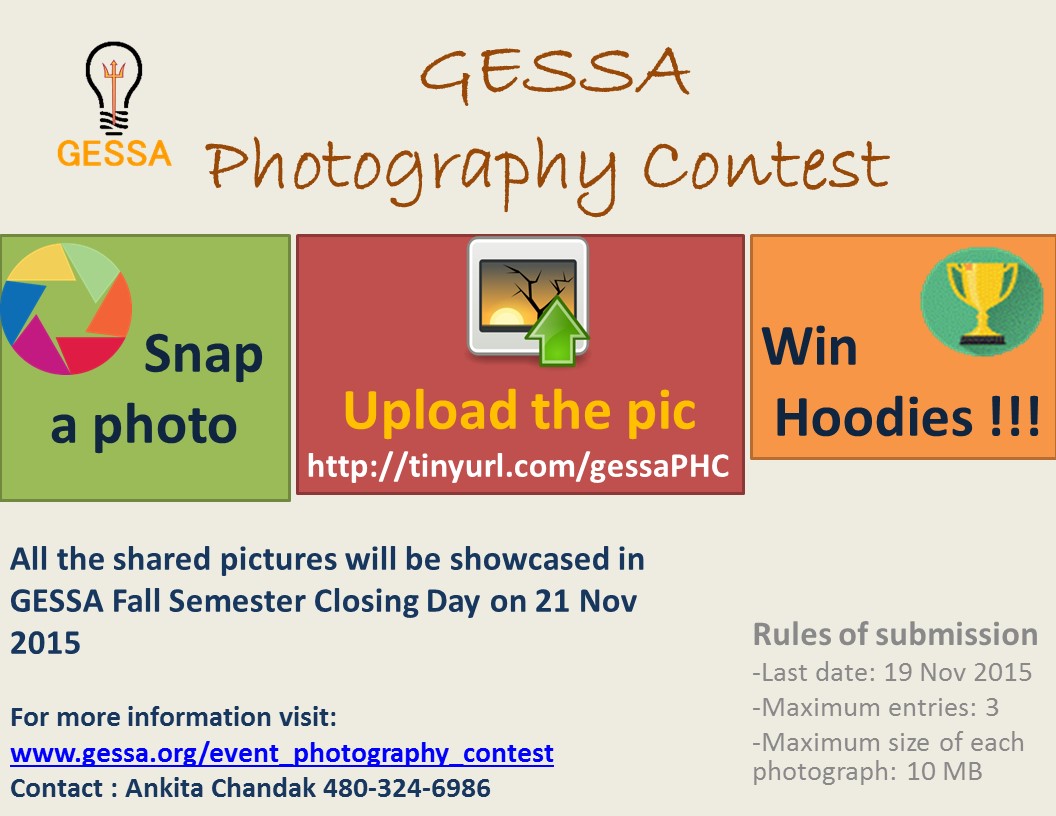 GESSA
GESSA
Photography Contest
Snap
a photo
Upload the pic
http://tinyurl.com/gessaPHC
Win
Hoodies !!!
All the shared pictures will be showcased in
GESSA Fall Semester Closing Day on 21 Nov
2015
For more information visit:
www.gessa.org/event_photography_contest
Contact : Ankita Chandak 480-324-6986
Rules of submission
-Last date: 19 Nov 2015
-Maximum entries: 3
-Maximum size of each
photograph: 10 MB